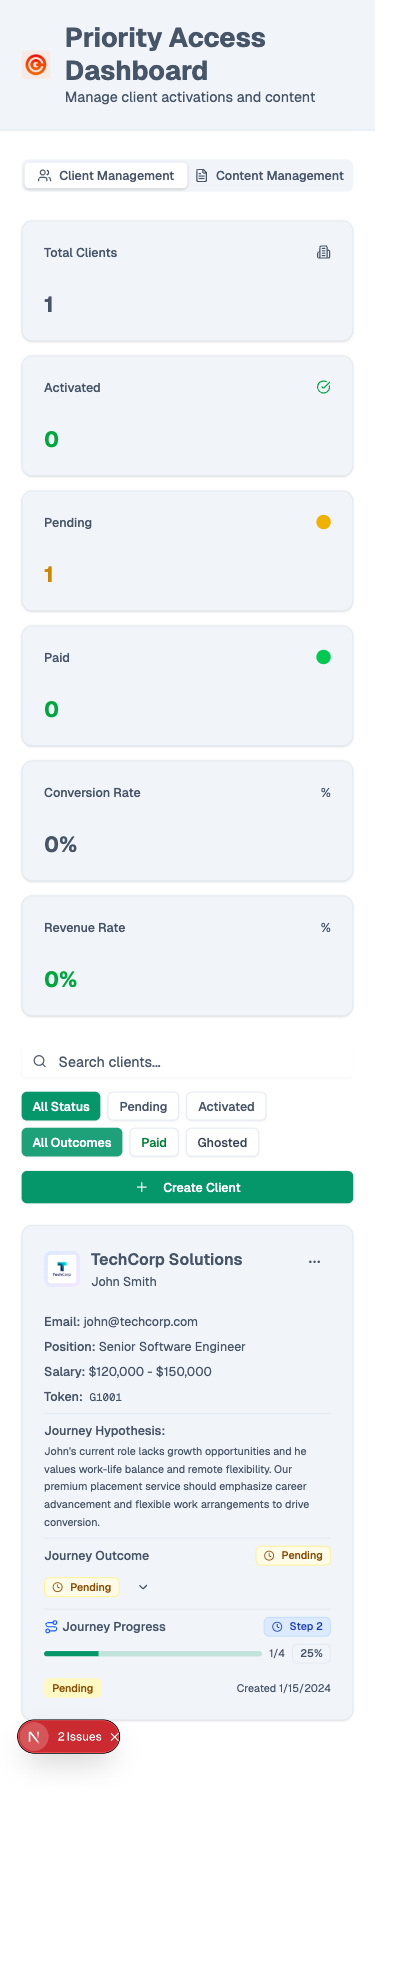 Priority Access
Dashboard
Manage client activations and content
Client Management
Content Management
Total Clients
1
Activated
0
Pending
1
Paid
0
Conversion Rate
%
0%
Revenue Rate
%
0%
Search clients...
All Status
Pending
Activated
All Outcomes
Paid
Ghosted
Create Client
TechCorp
TechCorp Solutions
John Smith
Email: john@techcorp.com
Position: Senior Software Engineer
Salary: $120,000 - $150,000
Token: G1001
Journey Hypothesis:
John's current role lacks growth opportunities and he
values work-life balance and remote flexibility. Our
premium placement service should emphasize career
advancement and flexible work arrangements to drive
conversion.
Journey Outcome
Pending
Pending
Journey Progress
Step 2
1/4
25%
Pending
Created 1/15/2024
N
2 Issues